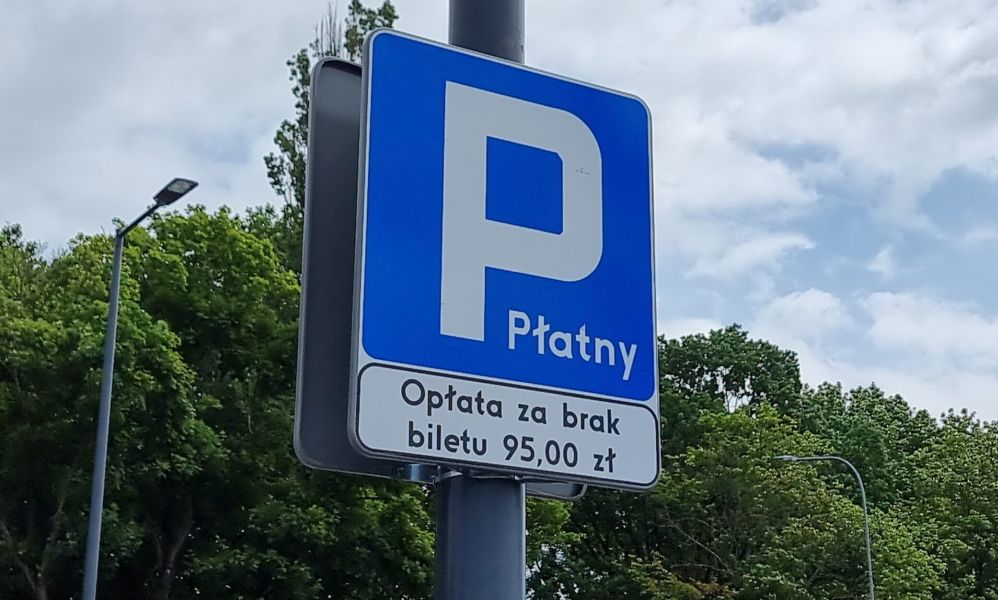 P
Płatny
Opłata za brak
biletu 95,00 zł